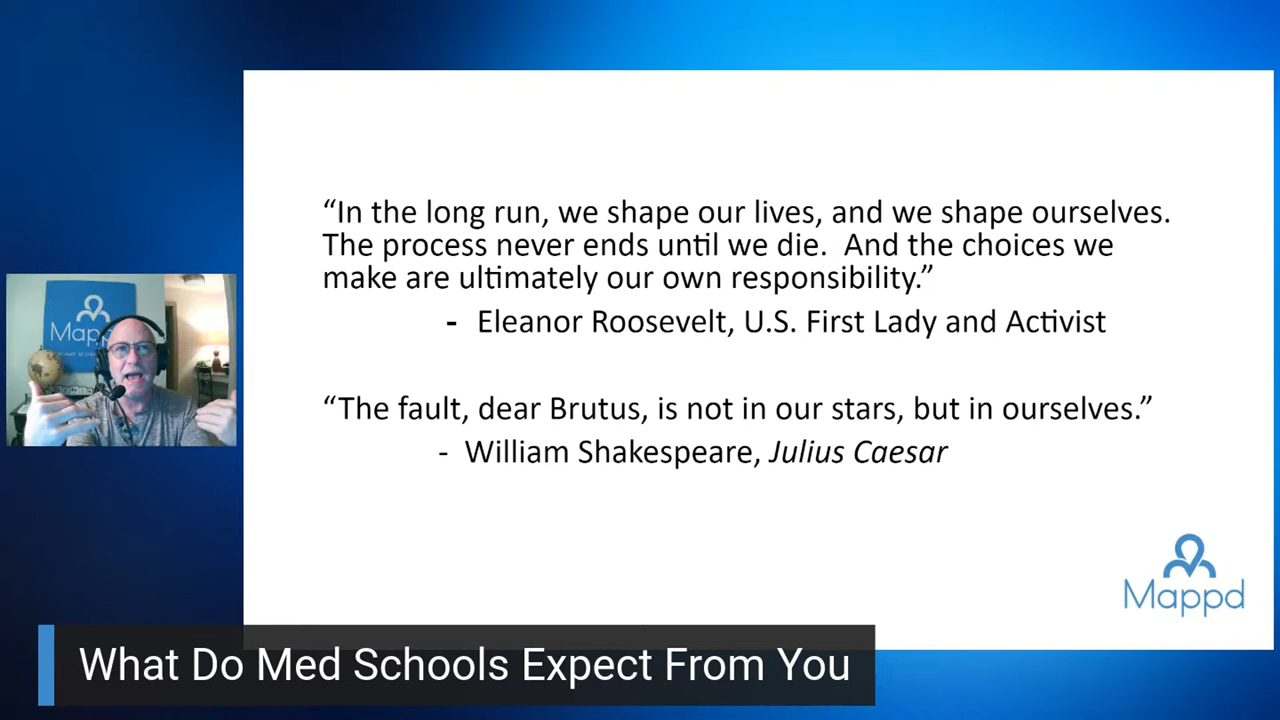 “In the long run, we shape our lives, and we shape ourselves.
The process never ends until we die.  And the choices we
make are ultimately our own responsibility.”
- Eleanor Roosevelt, U.S. First Lady and Activist
“The fault, dear Brutus, is not in our stars, but in ourselves.”
- William Shakespeare, Julius Caesar
Mappd
Mappd
What Do Med Schools Expect From You